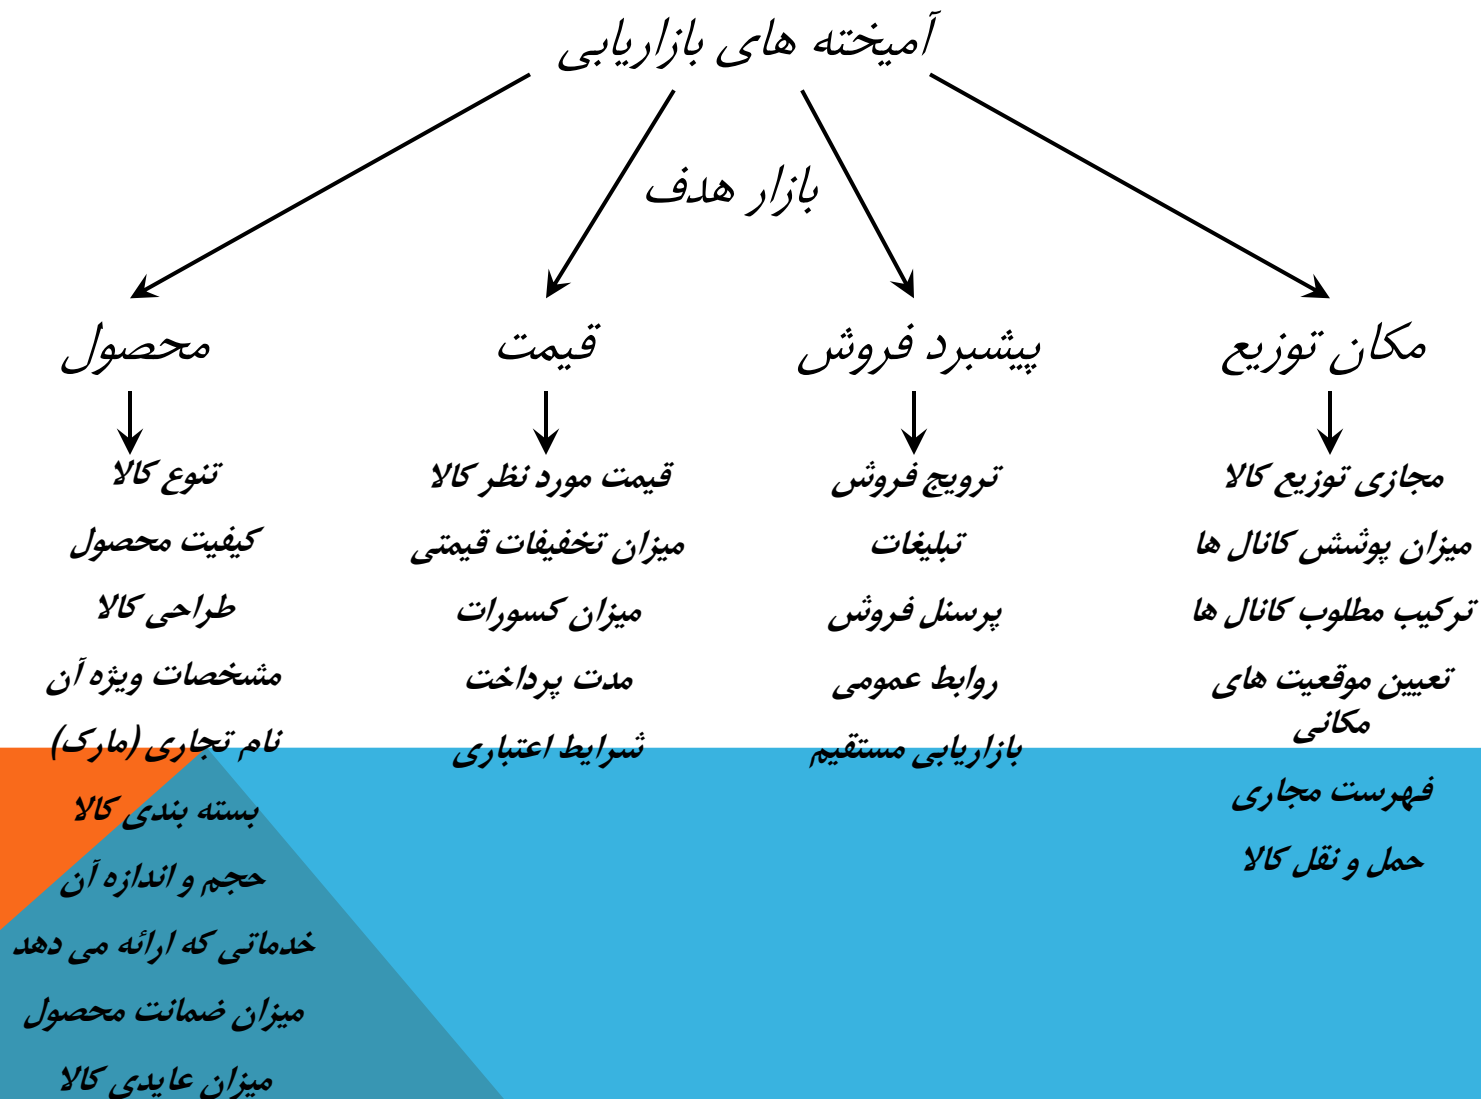 آمیخته های بازاریابی
بازار هدف
مکان توزیع
مجازی توزیع کالا
میزان پوشش کانال ها
ترکیب مطلوب کانال ها
تعیین موقعیت های
مکانی
فهرست مجاری
حمل و نقل کالا
پیشبرد فروش
ترویج فروش
تبلیغات
پرسنل فروش
روابط عمومی
بازاریابی مستقیم
قیمت
قیمت مورد نظر کالا
میزان تخفیفات قیمتی
میزان کسورات
مدت پرداخت
شرایط اعتباری
محصول
تنوع کالا
کیفیت محصول
طراحی کالا
مشخصات ویژه آن
نام تجاری (مارک)
بسته بندی کالا
حجم و اندازه آن
خدماتی که ارائه می دهد
میزان ضمانت محصول
میزان عایدی کالا